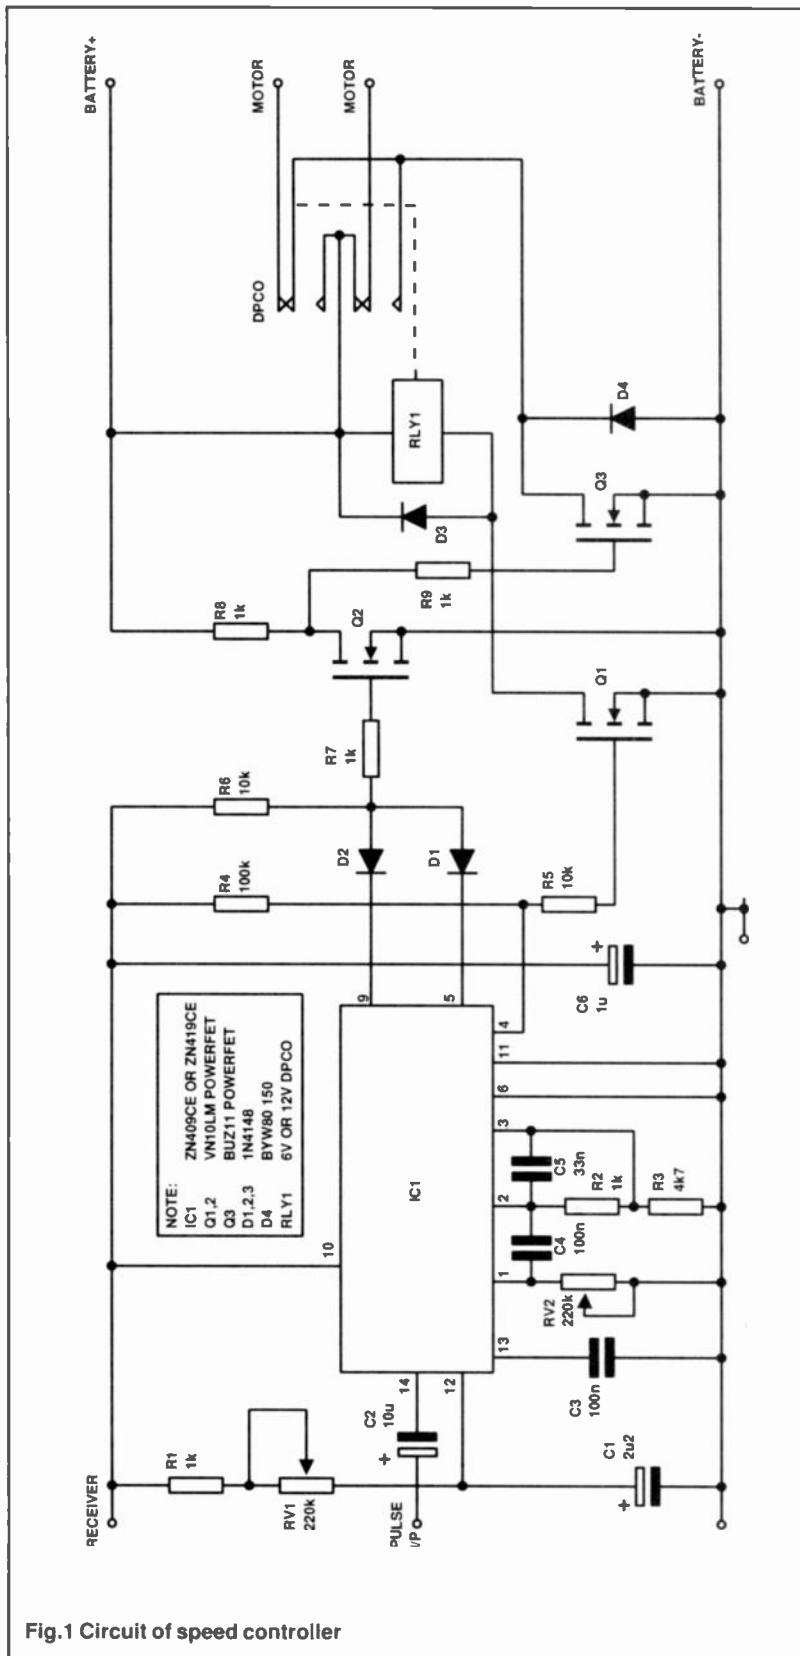 BATTERY+
MOTOR
MOTOR
BATTERY-
DPCO
RLY1
D4
D3
Q3
R9
1k
R8
1k
Q2
Q1
R7
1k
R6
10k
D2
D1
R4
100k
R5
10k
C6
1u
+
9
5
4
11
6
3
2
1
13
10
14
12
NOTE:
IC1 ZN409CE OR ZN419CE
Q1,2 VN10LM POWERFET
Q3 BUZ11 POWERFET
D1,2,3 1N4148
D4 BYW80 150
RLY1 6V OR 12V DPCO
IC1
C5
33n
R2
1k
R3
4k7
C4
100n
RV2
220k
C3
100n
C2
10u
+
R1
1k
RV1
220k
C1
2u2
+
RECEIVER
PULSE
I/P
Fig.1 Circuit of speed controller